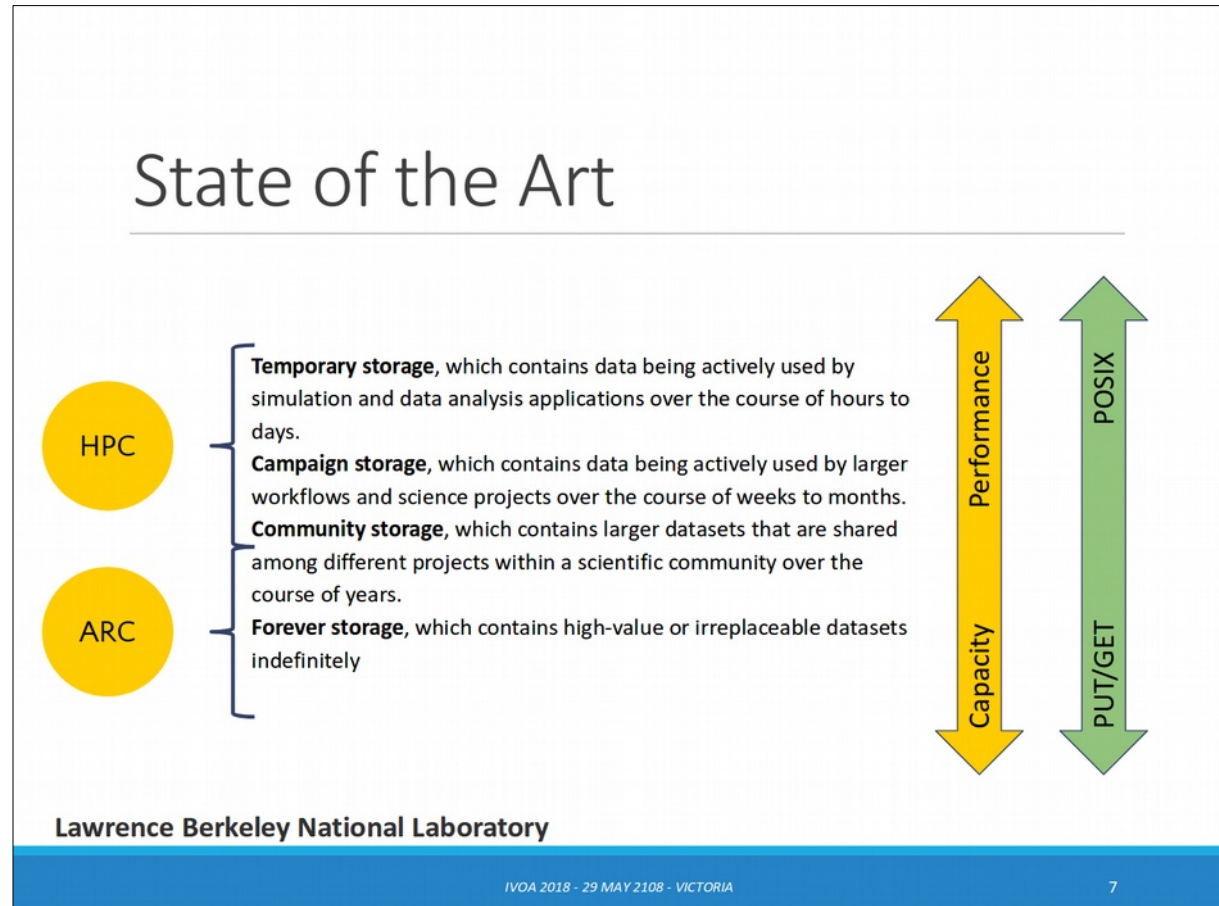 State of the Art
HPC
ARC
Temporary storage, which contains data being actively used by
simulation and data analysis applications over the course of hours to
days.
Campaign storage, which contains data being actively used by larger
workflows and science projects over the course of weeks to months.
Community storage, which contains larger datasets that are shared
among different projects within a scientific community over the
course of years.
Forever storage, which contains high-value or irreplaceable datasets
indefinitely
Performance
Capacity
POSIX
PUT/GET
Lawrence Berkeley National Laboratory
IVOA 2018 - 29 MAY 2108 - VICTORIA
7